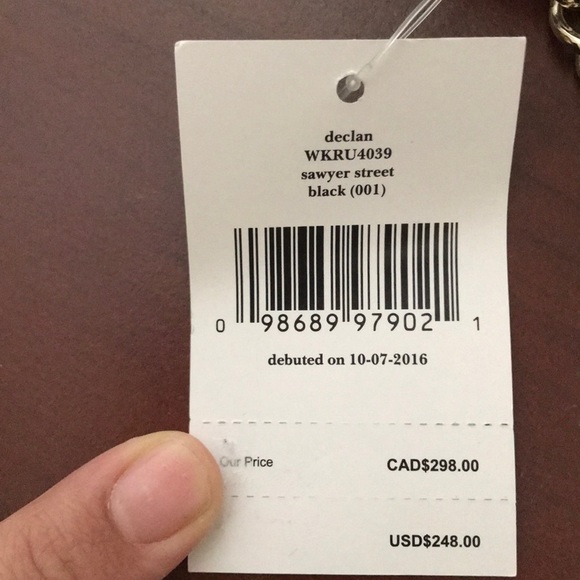 declan
WKRU4039
sawyer street
black (001)
0 98689 97902 1
debuted on 10-07-2016
Our Price CAD$298.00
USD$248.00